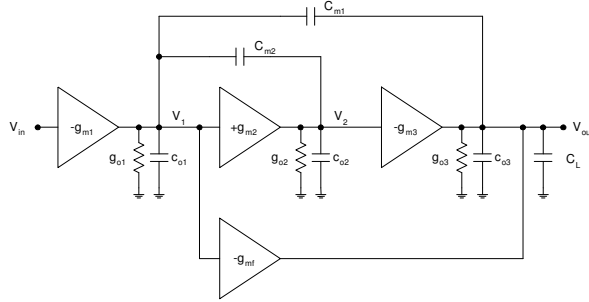 C_m1
C_m2
V_in
-g_m1
V_1
+g_m2
V_2
-g_m3
V_ou
g_o1
c_o1
g_o2
c_o2
g_o3
c_o3
C_L
-g_mf